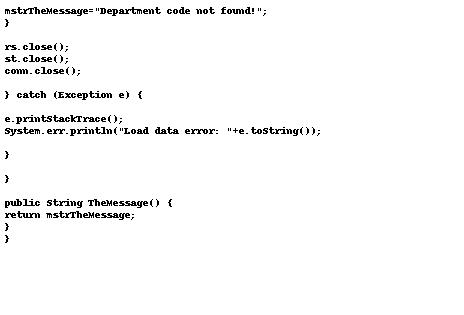 mstrTheMessage="Department code not found!";
}
rs.close();
st.close();
conn.close();
} catch (Exception e) {
e.printStackTrace();
System.err.println("Load data error: "+e.toString());
}
}
public String TheMessage() {
return mstrTheMessage;
}
}